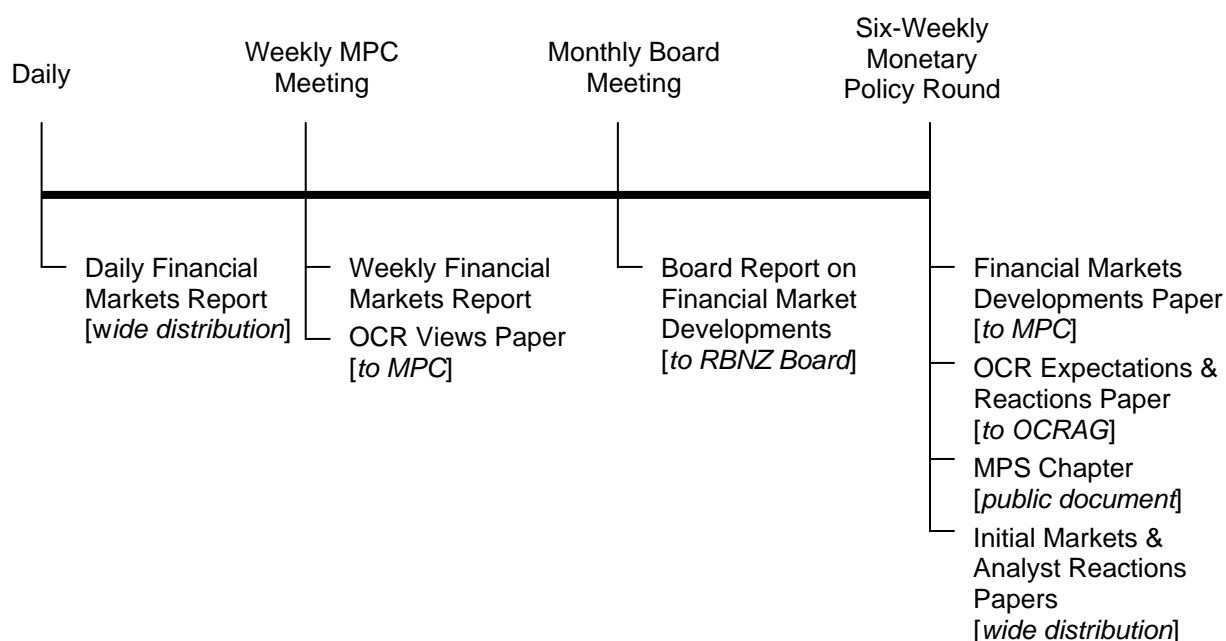 Daily
Weekly MPC
Meeting
Monthly Board
Meeting
Six-Weekly
Monetary
Policy Round
Daily Financial
Markets Report
[wide distribution]
Weekly Financial
Markets Report
OCR Views Paper
[to MPC]
Board Report on
Financial Market
Developments
[to RBNZ Board]
Financial Markets
Developments Paper
[to MPC]
OCR Expectations &
Reactions Paper
[to OCRAG]
MPS Chapter
[public document]
Initial Markets &
Analyst Reactions
Papers
[wide distribution]